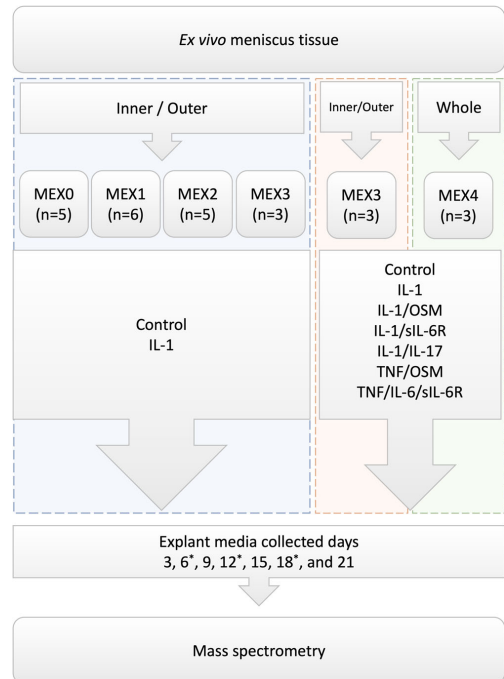 Ex vivo meniscus tissue
Inner / Outer
Inner/Outer
Whole
MEX0
(n=5)
MEX1
(n=6)
MEX2
(n=5)
MEX3
(n=3)
MEX3
(n=3)
MEX4
(n=3)
Control
IL-1
Control
IL-1
IL-1/OSM
IL-1/sIL-6R
IL-1/IL-17
TNF/OSM
TNF/IL-6/sIL-6R
Explant media collected days
3, 6*, 9, 12*, 15, 18*, and 21
Mass spectrometry